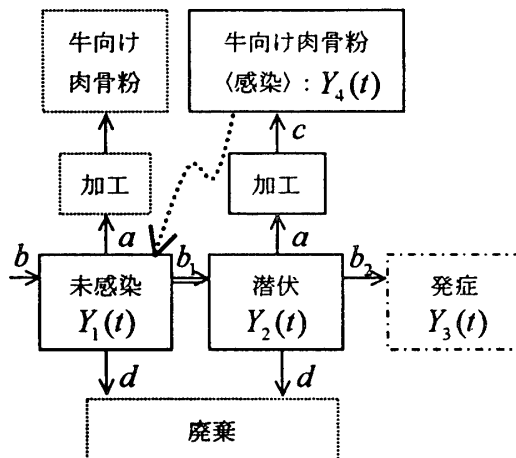 牛向け
肉骨粉
牛向け肉骨粉
〈感染〉: Y₄(t)
c
加工
加工
a
a
b
b₁
b₂
未感染
Y₁(t)
潜伏
Y₂(t)
発症
Y₃(t)
d
d
廃棄